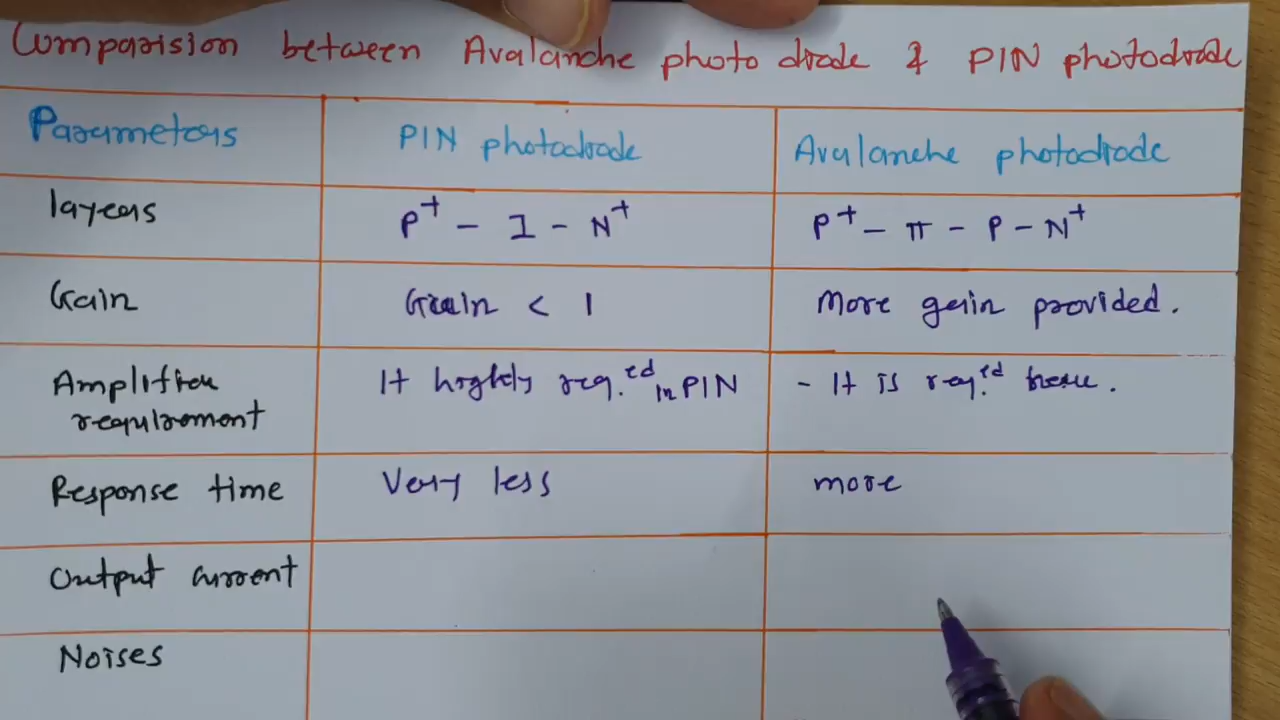 Comparision between Avalanche photo diode & PIN photodiode
Parameters PIN photodiode Avalanche photodiode
layers P+ - I - N+ P+ - π - P - N+
Gain Gain < 1 More gain provided.
Amplifier It highly req.ed in PIN - It is req.ed here.
requirement
Response time Very less more
Output current
Noises